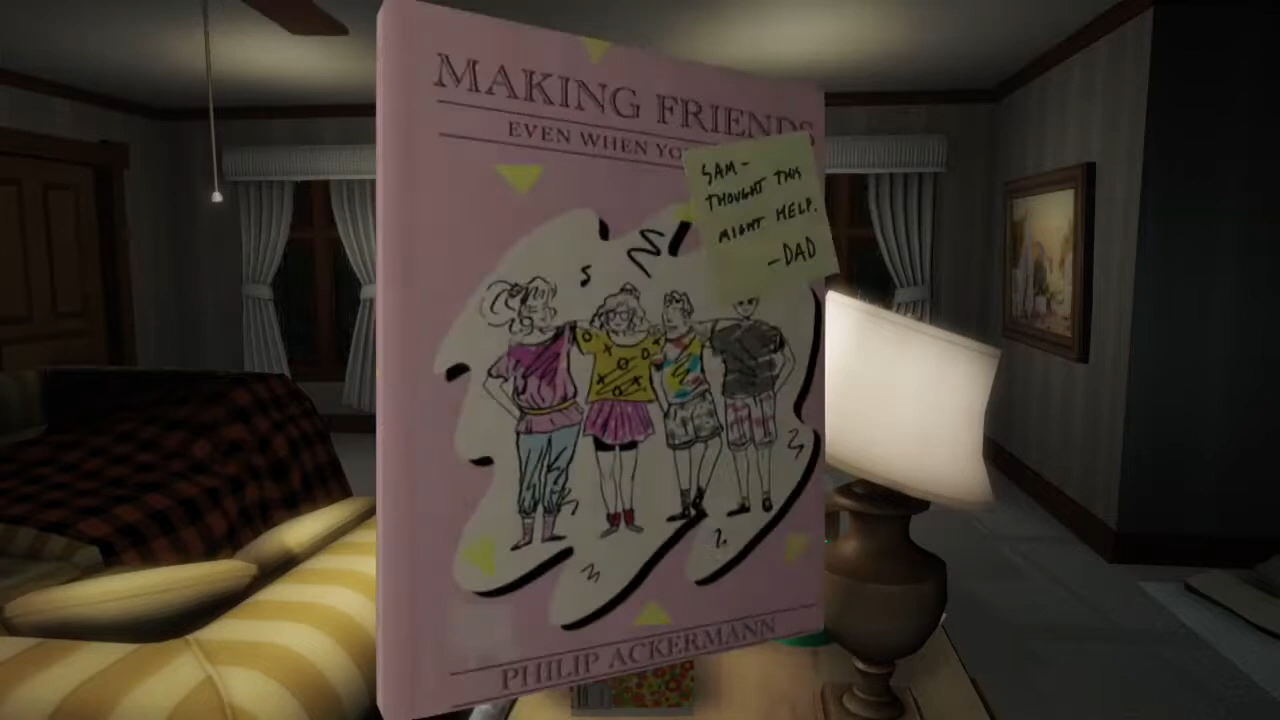 MAKING FRIENDS
EVEN WHEN YO
SAM-
THOUGHT THIS
MIGHT HELP.
-DAD
PHILIP ACKERMANN